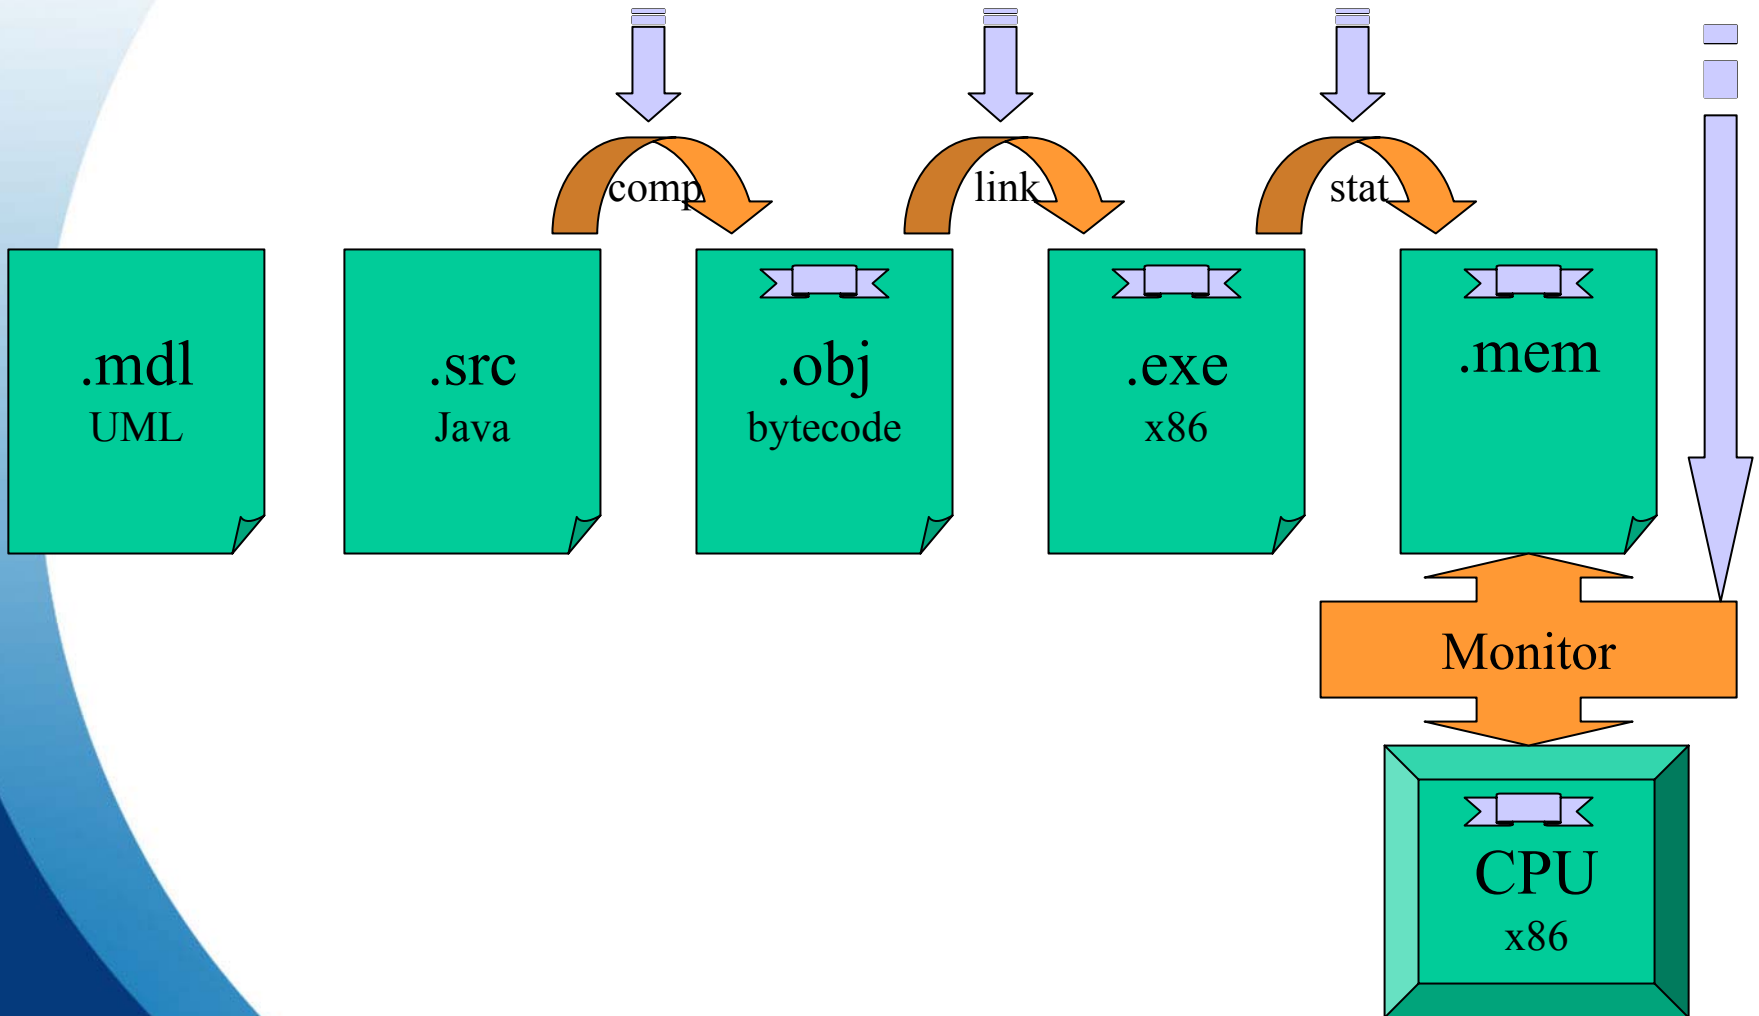 comp
link
stat
.mdl
UML
.src
Java
.obj
bytecode
.exe
x86
.mem
Monitor
CPU
x86